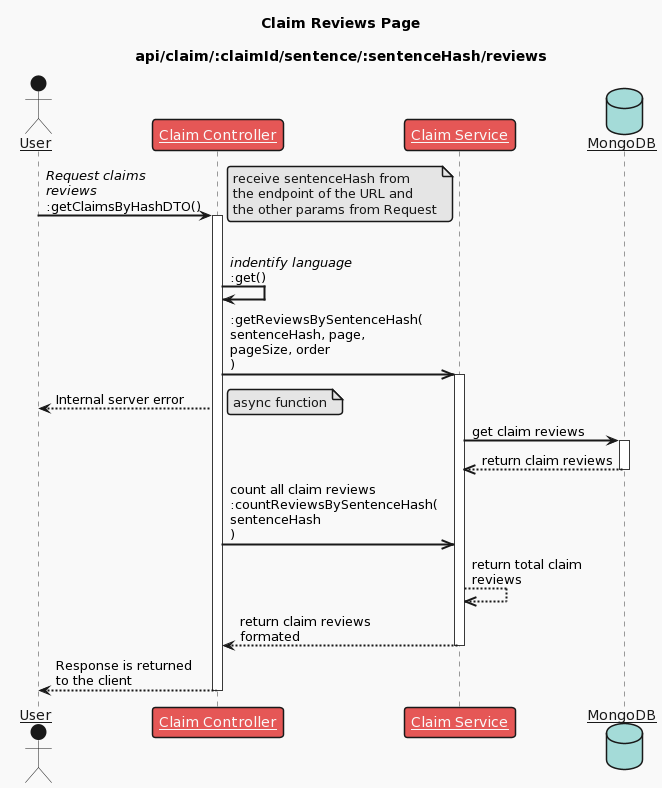 Claim Reviews Page
api/claim/:claimId/sentence/:sentenceHash/reviews
User
Claim Controller
Claim Service
MongoDB
Request claims
reviews
:getClaimsByHashDTO()
receive sentenceHash from
the endpoint of the URL and
the other params from Request
indentify language
:get()
:getReviewsBySentenceHash(
sentenceHash, page,
pageSize, order
)
Internal server error
async function
get claim reviews
return claim reviews
count all claim reviews
:countReviewsBySentenceHash(
sentenceHash
)
return total claim
reviews
return claim reviews
formated
Response is returned
to the client
User
Claim Controller
Claim Service
MongoDB